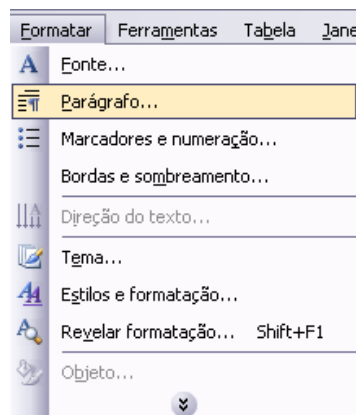 Formatar Ferramentas Tabela Jane
Fonte...
Parágrafo...
Marcadores e numeração...
Bordas e sombreamento...
Direção do texto...
Tema...
Estilos e formatação...
Revelar formatação... Shift+F1
Objeto...